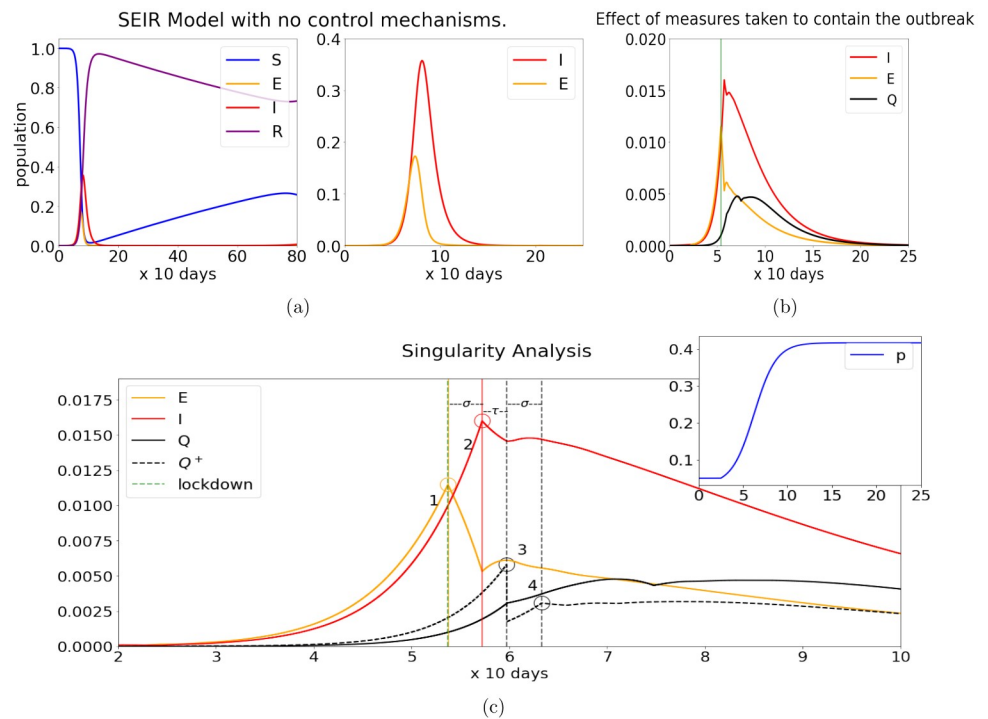 SEIR Model with no control mechanisms.
Effect of measures taken to contain the outbreak
population
1.0
0.8
0.6
0.4
0.2
0.0
0
20
40
60
80
x 10 days
S
E
I
R
0.4
0.3
0.2
0.1
0.0
0
10
20
x 10 days
I
E
(a)
0.020
0.015
0.010
0.005
0.000
0
5
10
15
20
25
x 10 days
I
E
Q
(b)
Singularity Analysis
0.0175
0.0150
0.0125
0.0100
0.0075
0.0050
0.0025
0.0000
2
3
4
5
6
7
8
9
10
x 10 days
E
I
Q
Q+
lockdown
σ
τ
σ
1
2
3
4
0.4
0.3
0.2
0.1
0
5
10
15
20
25
p
(c)